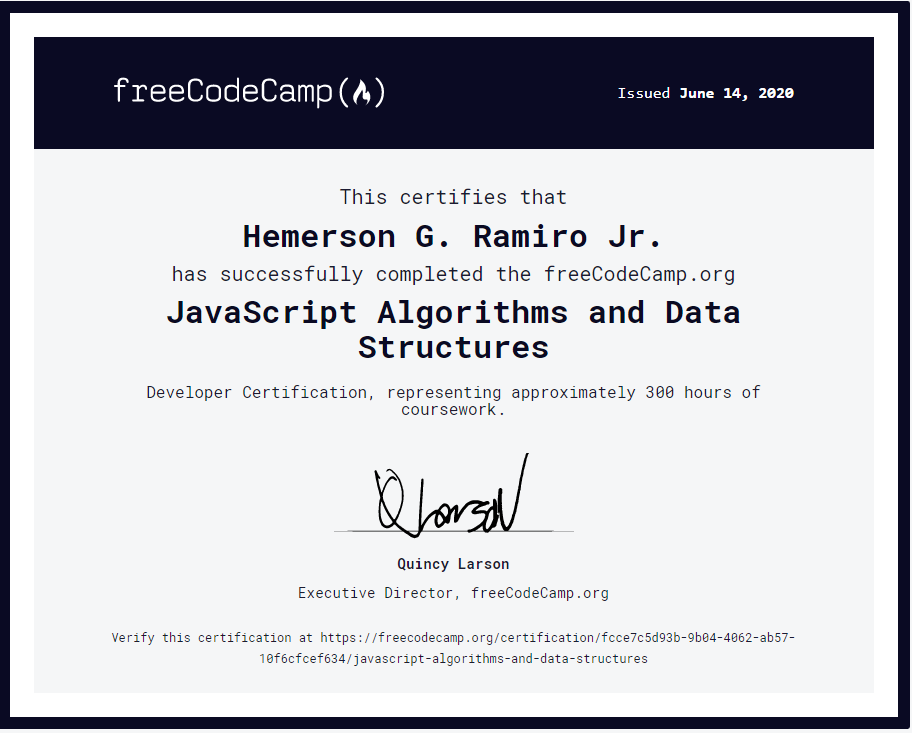 freeCodeCamp
Issued June 14, 2020
This certifies that
Hemerson G. Ramiro Jr.
has successfully completed the freeCodeCamp.org
JavaScript Algorithms and Data
Structures
Developer Certification, representing approximately 300 hours of
coursework.
Q Larson
Quincy Larson
Executive Director, freeCodeCamp.org
Verify this certification at https://freecodecamp.org/certification/fcce7c5d93b-9b04-4062-ab57-
10f6cfcef634/javascript-algorithms-and-data-structures